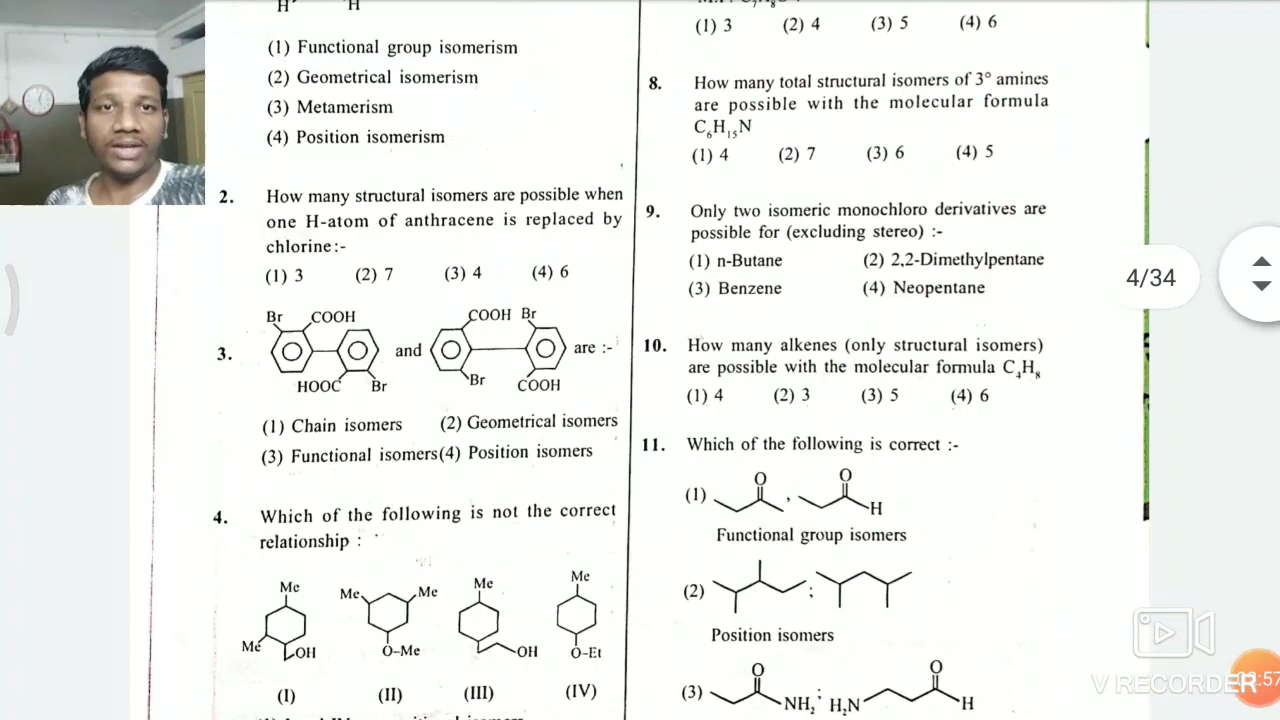 H H
(1) Functional group isomerism
(2) Geometrical isomerism
(3) Metamerism
(4) Position isomerism
2. How many structural isomers are possible when
one H-atom of anthracene is replaced by
chlorine:-
(1) 3 (2) 7 (3) 4 (4) 6
Br COOH COOH Br
3. and are :-
HOOC Br Br COOH
(1) Chain isomers (2) Geometrical isomers
(3) Functional isomers(4) Position isomers
4. Which of the following is not the correct
relationship :
Me Me Me Me Me
Me OH O–Me OH O–Et
(I) (II) (III) (IV)
(1) 3 (2) 4 (3) 5 (4) 6
8. How many total structural isomers of 3° amines
are possible with the molecular formula
C₆H₁₅N
(1) 4 (2) 7 (3) 6 (4) 5
9. Only two isomeric monochloro derivatives are
possible for (excluding stereo) :-
(1) n-Butane (2) 2,2-Dimethylpentane
(3) Benzene (4) Neopentane
10. How many alkenes (only structural isomers)
are possible with the molecular formula C₄H₈
(1) 4 (2) 3 (3) 5 (4) 6
11. Which of the following is correct :-
(1) O , O H
Functional group isomers
(2) ;
Position isomers
(3) O NH₂ ; H₂N O H
4/34
V RECORDER
:57